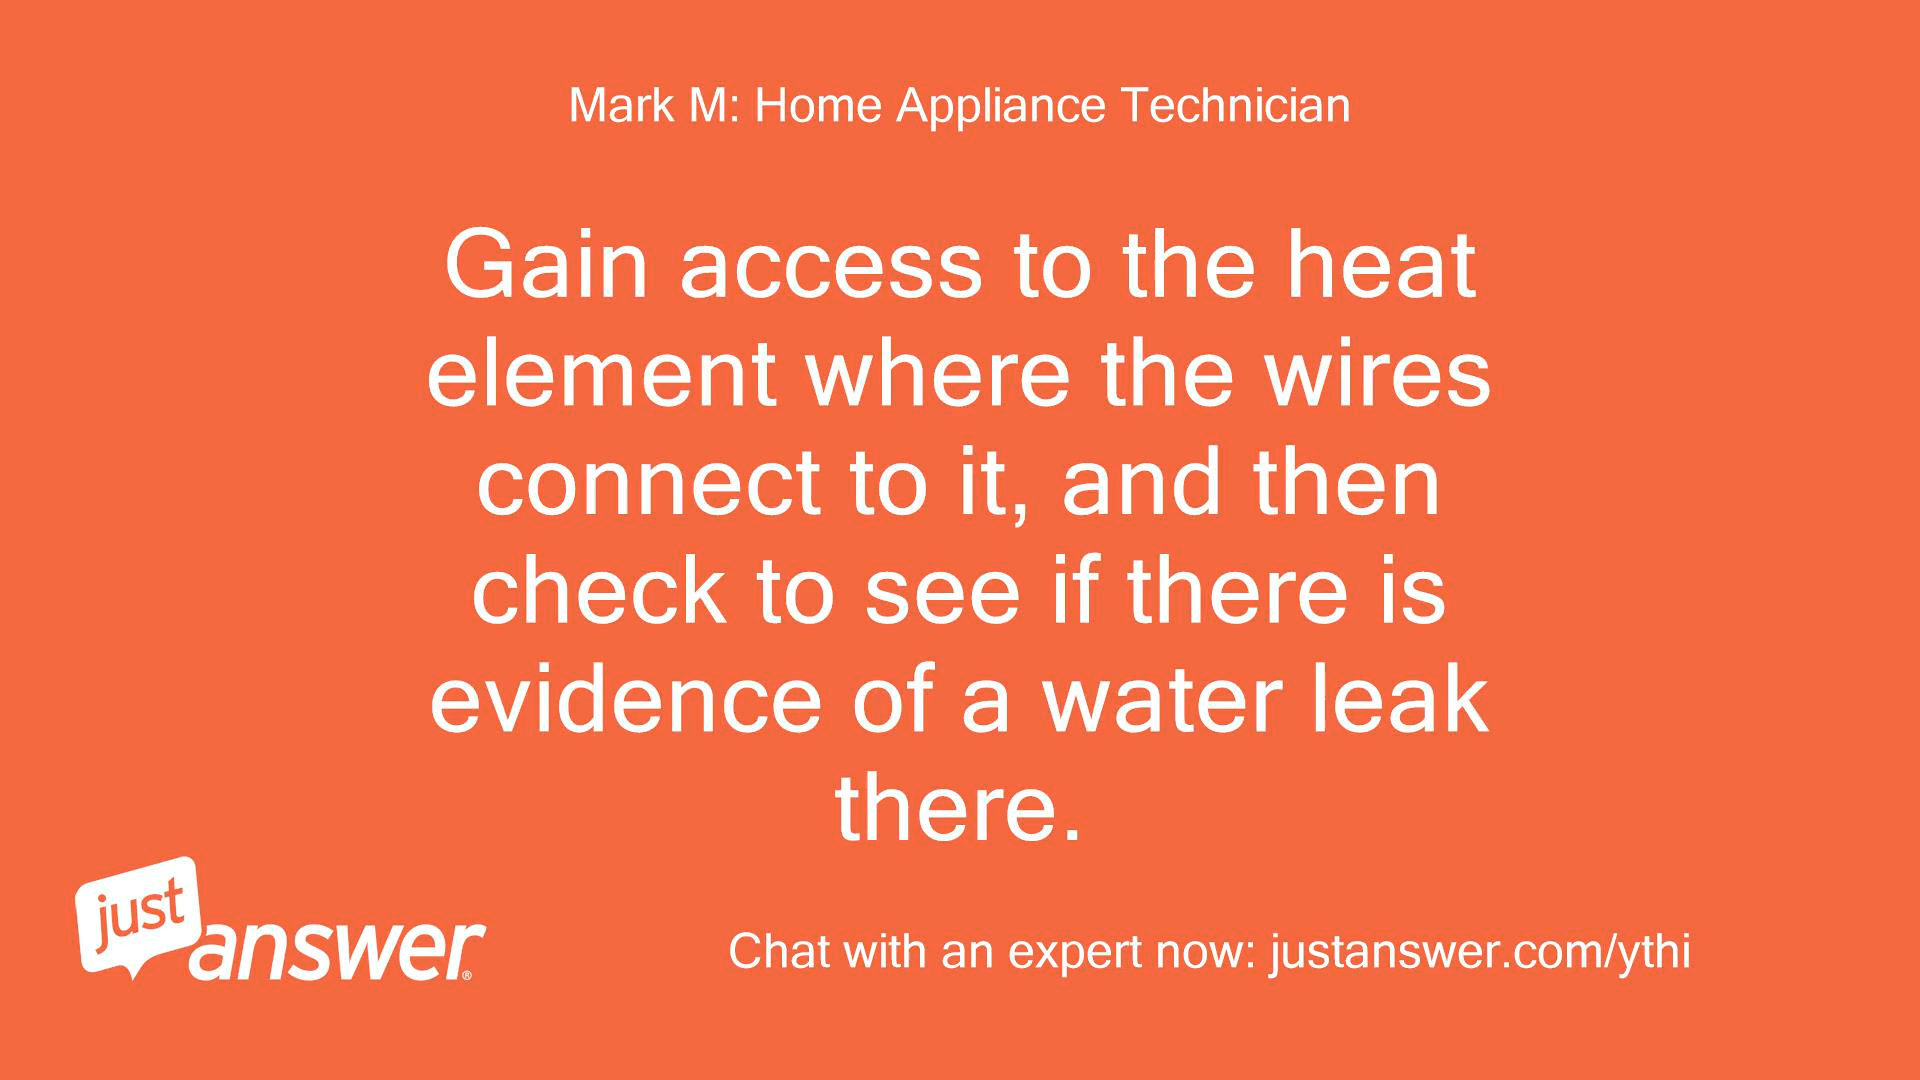 Mark M: Home Appliance Technician
Gain access to the heat
element where the wires
connect to it, and then
check to see if there is
evidence of a water leak
there.
just
answer®
Chat with an expert now: justanswer.com/ythi